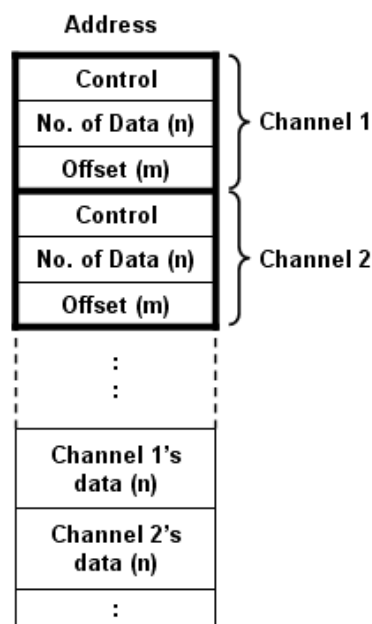 Address
Control
No. of Data (n)
Offset (m)
Channel 1
Control
No. of Data (n)
Offset (m)
Channel 2
:
:
Channel 1's
data (n)
Channel 2's
data (n)
: